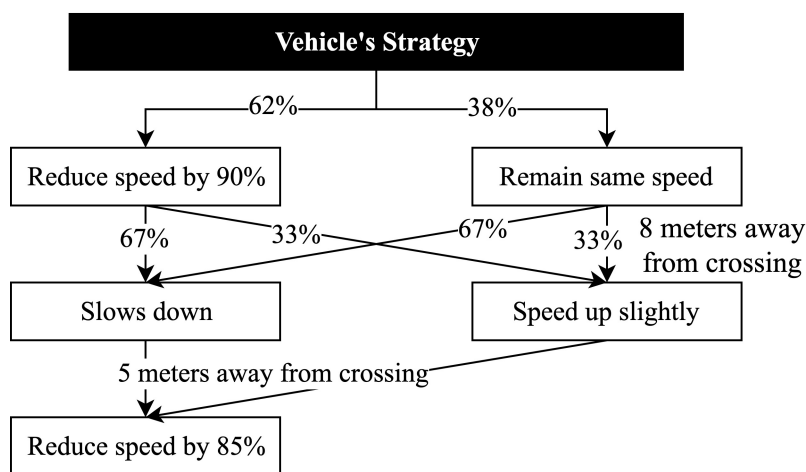 Vehicle's Strategy
62%
38%
Reduce speed by 90%
Remain same speed
67%
33%
67%
33%
8 meters away
from crossing
Slows down
Speed up slightly
5 meters away from crossing
Reduce speed by 85%